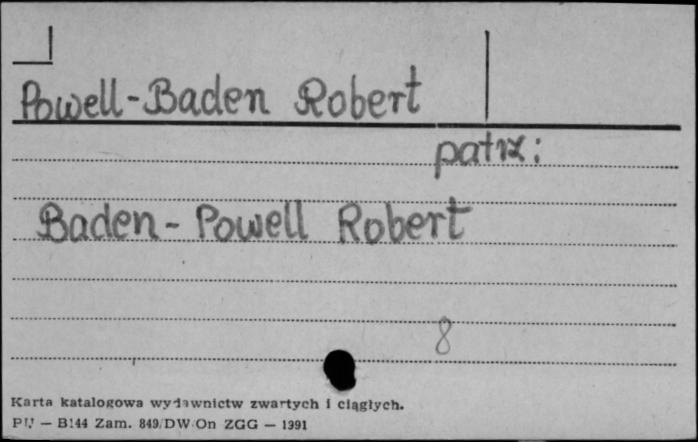 Powell-Baden Robert
patrz:
Baden-Powell Robert
8
Karta katalogowa wydawnictw zwartych i ciągłych.
PU — B144 Zam. 849/DW/On ZGG — 1991